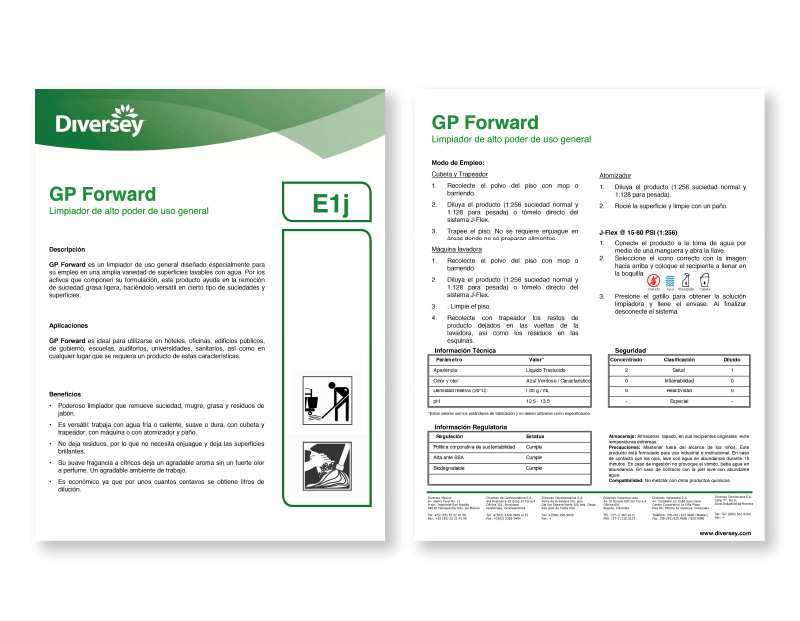 Diversey
GP Forward
Limpiador de alto poder de uso general
E1j
Descripción
GP Forward es un limpiador de uso general diseñado especialmente para
su empleo en una amplia variedad de superficies lavables con agua. Por los
activos que componen su formulación, este producto ayuda en la remoción
de suciedad grasa ligera, haciéndolo versátil en cierto tipo de suciedades y
superficies.
Aplicaciones
GP Forward es ideal para utilizarse en hoteles, oficinas, edificios públicos,
de gobierno, escuelas, auditorios, universidades, sanitarios, así como en
cualquier lugar que se requiera un producto de estas características.
Beneficios
• Poderoso limpiador que remueve suciedad, mugre, grasa y residuos de
jabón.
• Es versátil: trabaja con agua fría o caliente, suave o dura, con cubeta y
trapeador, con máquina o con atomizador y paño.
• No deja residuos, por lo que no necesita enjuague y deja las superficies
brillantes.
• Su suave fragancia a cítricos deja un agradable aroma sin un fuerte olor
a perfume. Un agradable ambiente de trabajo.
• Es económico ya que por unos cuantos centavos se obtiene litros de
dilución.
GP Forward
Limpiador de alto poder de uso general
Modo de Empleo:
Cubeta y Trapeador
1. Recolecte el polvo del piso con mop o
barriendo.
2. Diluya el producto (1:256 suciedad normal y
1:128 para pesada) o tómelo directo del
sistema J-Flex.
3. Trapee el piso. No se requiere enjuague en
áreas donde no se preparan alimentos.
Máquina lavadora
1. Recolecte el polvo del piso con mop o
barriendo.
2. Diluya el producto (1:256 suciedad normal y
1:128 para pesada) o tómelo directo del
sistema J-Flex.
3. . Limpie el piso.
4. Recolecte con trapeador los restos de
producto dejados en las vueltas de la
lavadora, así como los residuos en las
esquinas.
Atomizador
1. Diluya el producto (1:256 suciedad normal y
1:128 para pesada).
2. Rocíe la superficie y limpie con un paño.
J-Flex @ 15-80 PSI (1:256)
1. Conecte el producto a la toma de agua por
medio de una manguera y abra la llave.
2. Seleccione el icono correcto con la imagen
hacia arriba y coloque el recipiente a llenar en
la boquilla
Cerrado Agua Atomizador Cubeta
3. Presione el gatillo para obtener la solución
limpiadora y llene el envase. Al finalizar
desconecte el sistema.
Información Técnica
Parámetro Valor*
Apariencia: Líquido Traslucido
Color y olor: Azul Verdoso / Característico
Densidad relativa (20°C): 1.05 g / mL
pH 12.5 - 13.5
*Estos valores son los estándares de fabricación y no deben utilizarse como especificación
Seguridad
Concentrado Clasificación Diluido
2 Salud 1
0 Inflamabilidad 0
0 Reactividad 0
- Especial -
Información Regulatoria
Regulación Estatus
Política corporativa de sustentabilidad Cumple
Alta ante SSA Cumple
Biodegradable Cumple
Almacenaje: Almacenar tapado, en sus recipientes originales, evite
temperaturas extremas.
Precauciones: Mantener fuera del alcance de los niños. Este
producto está formulado para uso industrial e institucional. En caso
de contacto con los ojos, lave con agua en abundancia durante 15
minutos. En caso de ingestión no provoque el vómito, beba agua en
abundancia. En caso de contacto con la piel lave con abundante
agua.
Compatibilidad: No mezclar con otros productos químicos
Diversey México
www.diversey.com